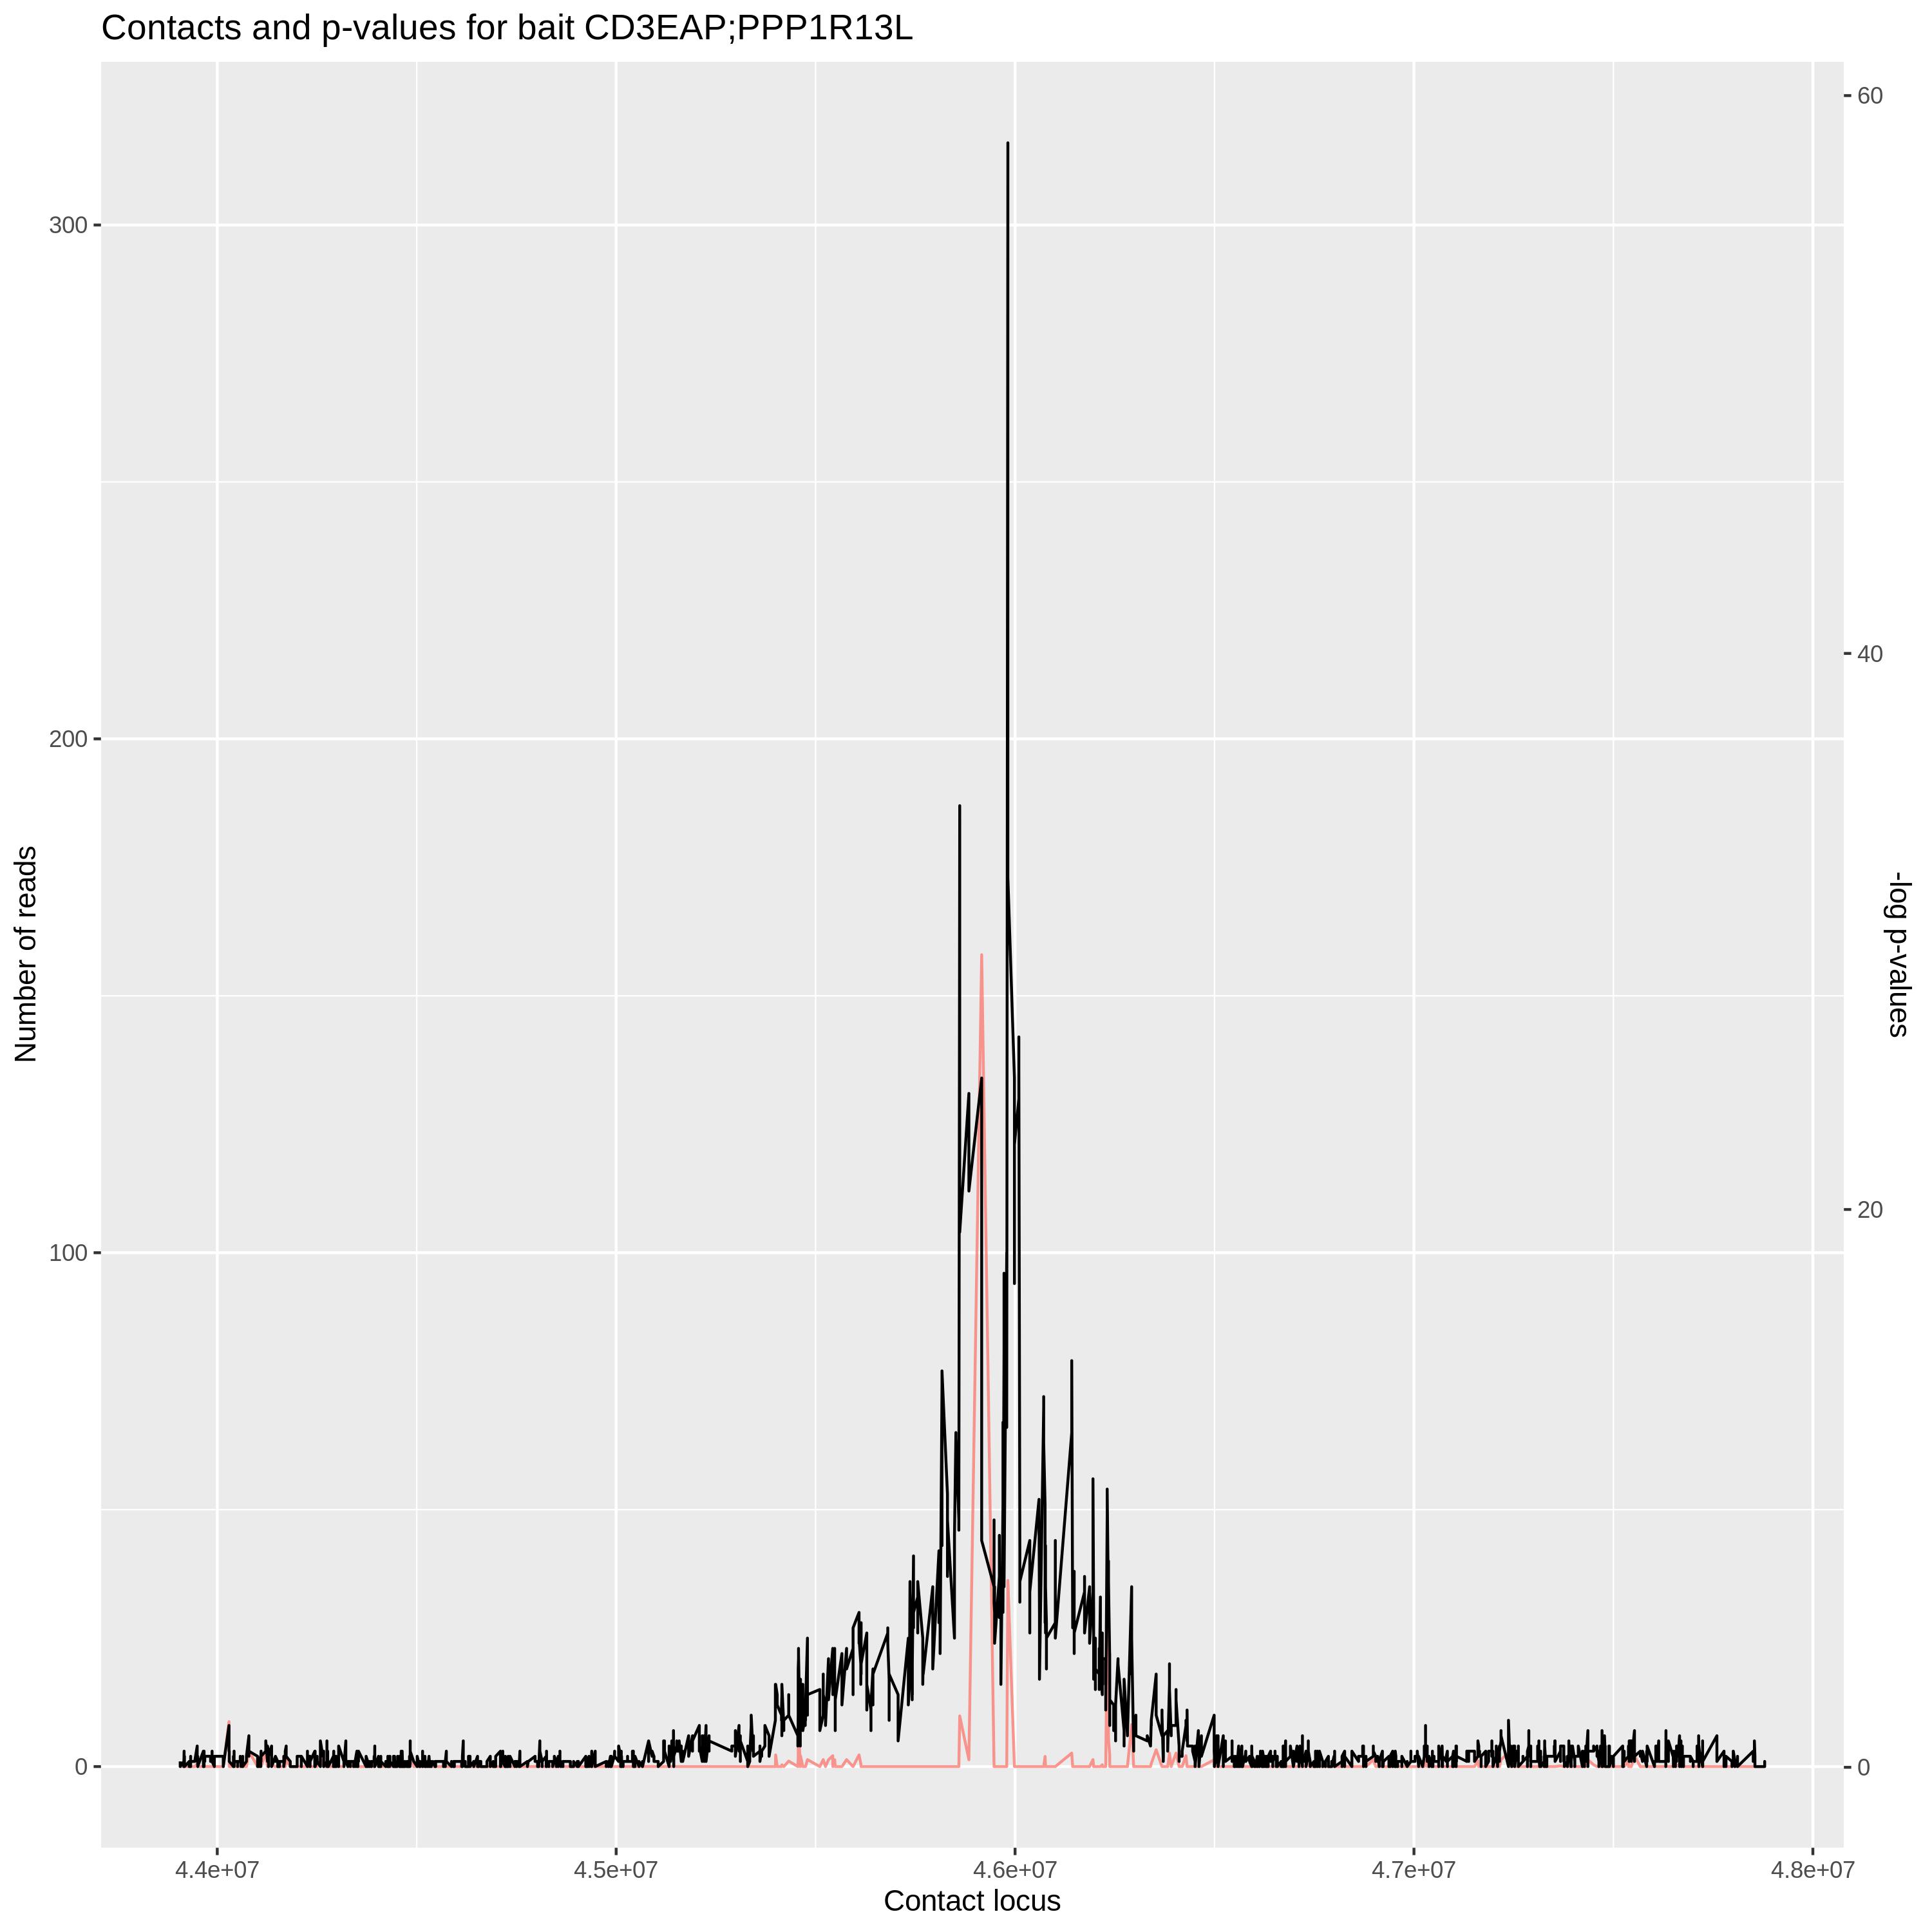 Contacts and p-values for bait CD3EAP;PPP1R13L
Number of reads
300
200
100
0
60
40
20
0
-log p-values
4.4e+07
4.5e+07
4.6e+07
4.7e+07
4.8e+07
Contact locus